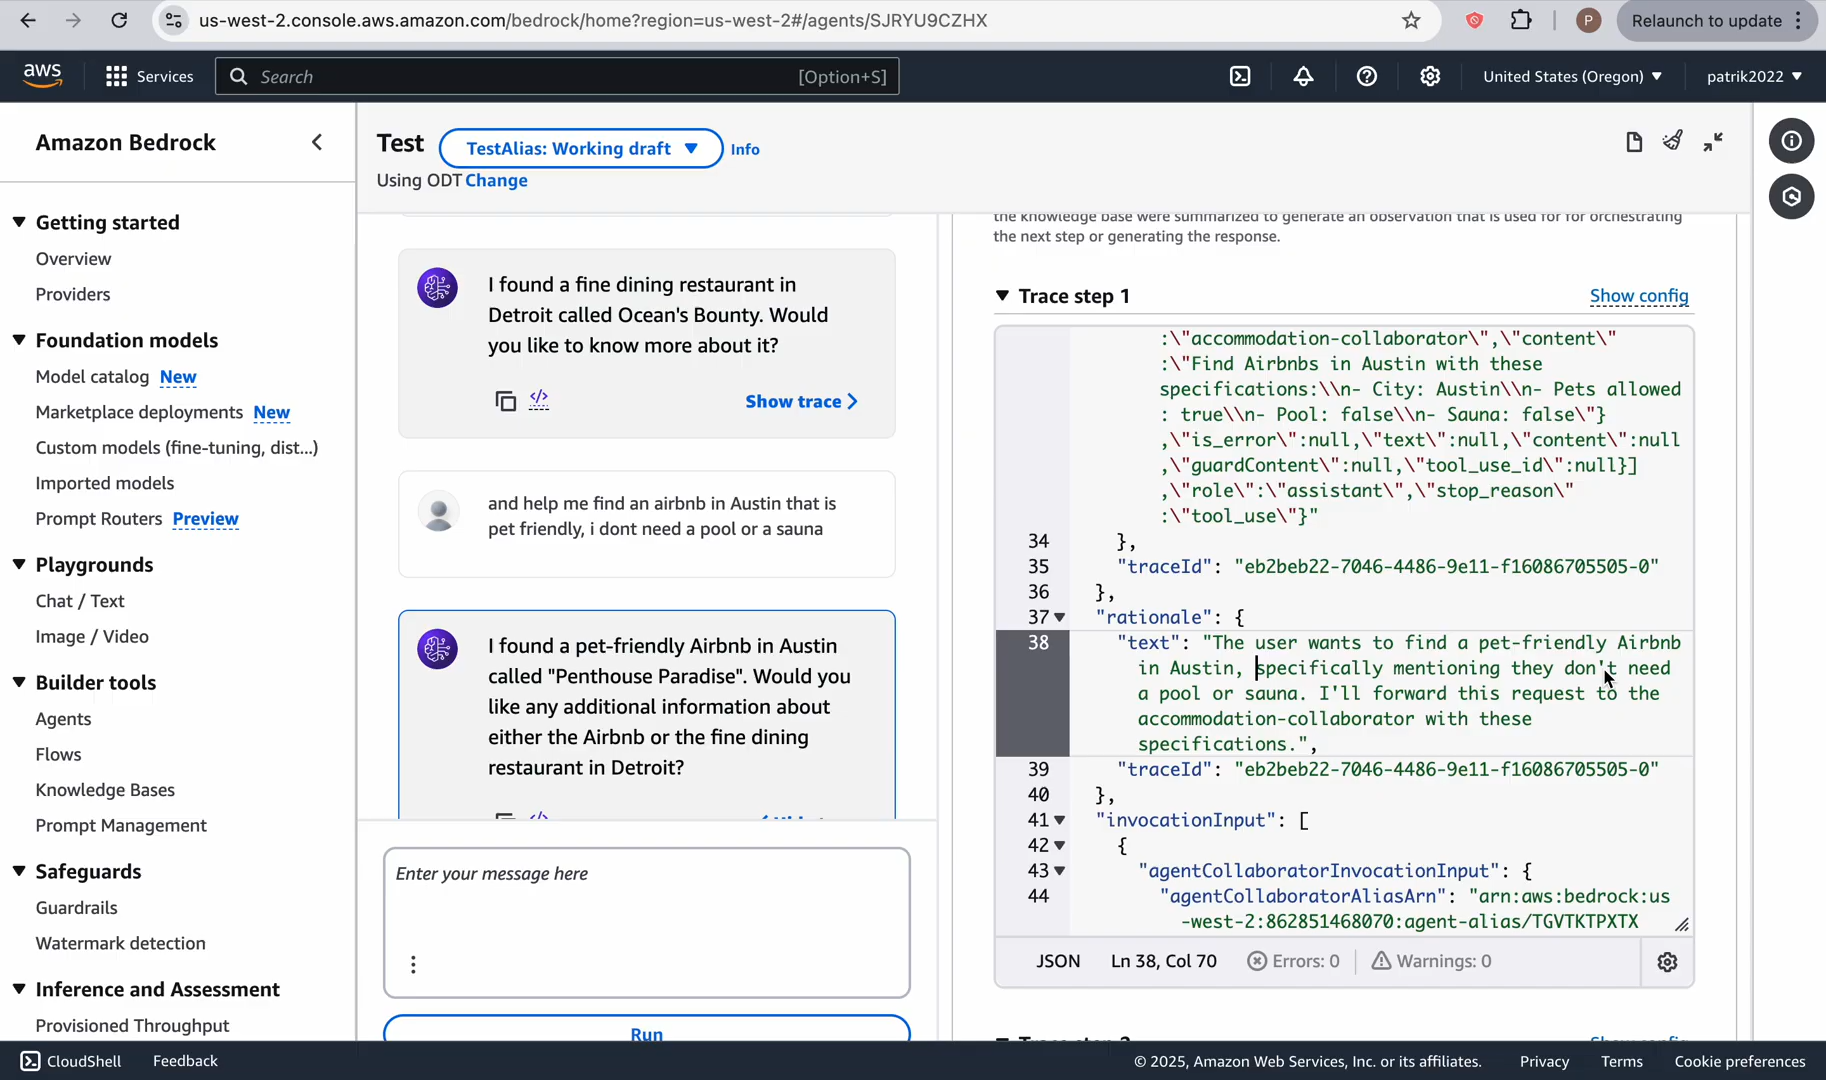 us-west-2.console.aws.amazon.com/bedrock/home?region=us-west-2#/agents/SJRYU9CZHX
P
Relaunch to update
aws
Services
Search
[Option+S]
United States (Oregon)
patrik2022
Amazon Bedrock
Getting started
Overview
Providers
Foundation models
Model catalog New
Marketplace deployments New
Custom models (fine-tuning, dist...)
Imported models
Prompt Routers Preview
Playgrounds
Chat / Text
Image / Video
Builder tools
Agents
Flows
Knowledge Bases
Prompt Management
Safeguards
Guardrails
Watermark detection
Inference and Assessment
Provisioned Throughput
Test
TestAlias: Working draft
Info
Using ODT Change
I found a fine dining restaurant in
Detroit called Ocean's Bounty. Would
you like to know more about it?
Show trace
and help me find an airbnb in Austin that is
pet friendly, i dont need a pool or a sauna
I found a pet-friendly Airbnb in Austin
called "Penthouse Paradise". Would you
like any additional information about
either the Airbnb or the fine dining
restaurant in Detroit?
Enter your message here
Run
the knowledge base were summarized to generate an observation that is used for for orchestrating
the next step or generating the response.
Trace step 1
Show config
:\"accommodation-collaborator\",\"content\"
:\"Find Airbnbs in Austin with these
specifications:\\n- City: Austin\\n- Pets allowed
: true\\n- Pool: false\\n- Sauna: false\"}
,\"is_error\":null,\"text\":null,\"content\":null
,\"guardContent\":null,\"tool_use_id\":null}]
,\"role\":\"assistant\",\"stop_reason\"
:\"tool_use\"}"
34 },
35 "traceId": "eb2beb22-7046-4486-9e11-f16086705505-0"
36 },
37 "rationale": {
38 "text": "The user wants to find a pet-friendly Airbnb
in Austin, specifically mentioning they don't need
a pool or sauna. I'll forward this request to the
accommodation-collaborator with these
specifications.",
39 "traceId": "eb2beb22-7046-4486-9e11-f16086705505-0"
40 },
41 "invocationInput": [
42 {
43 "agentCollaboratorInvocationInput": {
44 "agentCollaboratorAliasArn": "arn:aws:bedrock:us
-west-2:862851468070:agent-alias/TGVTKTPXTX
JSON Ln 38, Col 70 Errors: 0 Warnings: 0
CloudShell
Feedback
© 2025, Amazon Web Services, Inc. or its affiliates.
Privacy
Terms
Cookie preferences